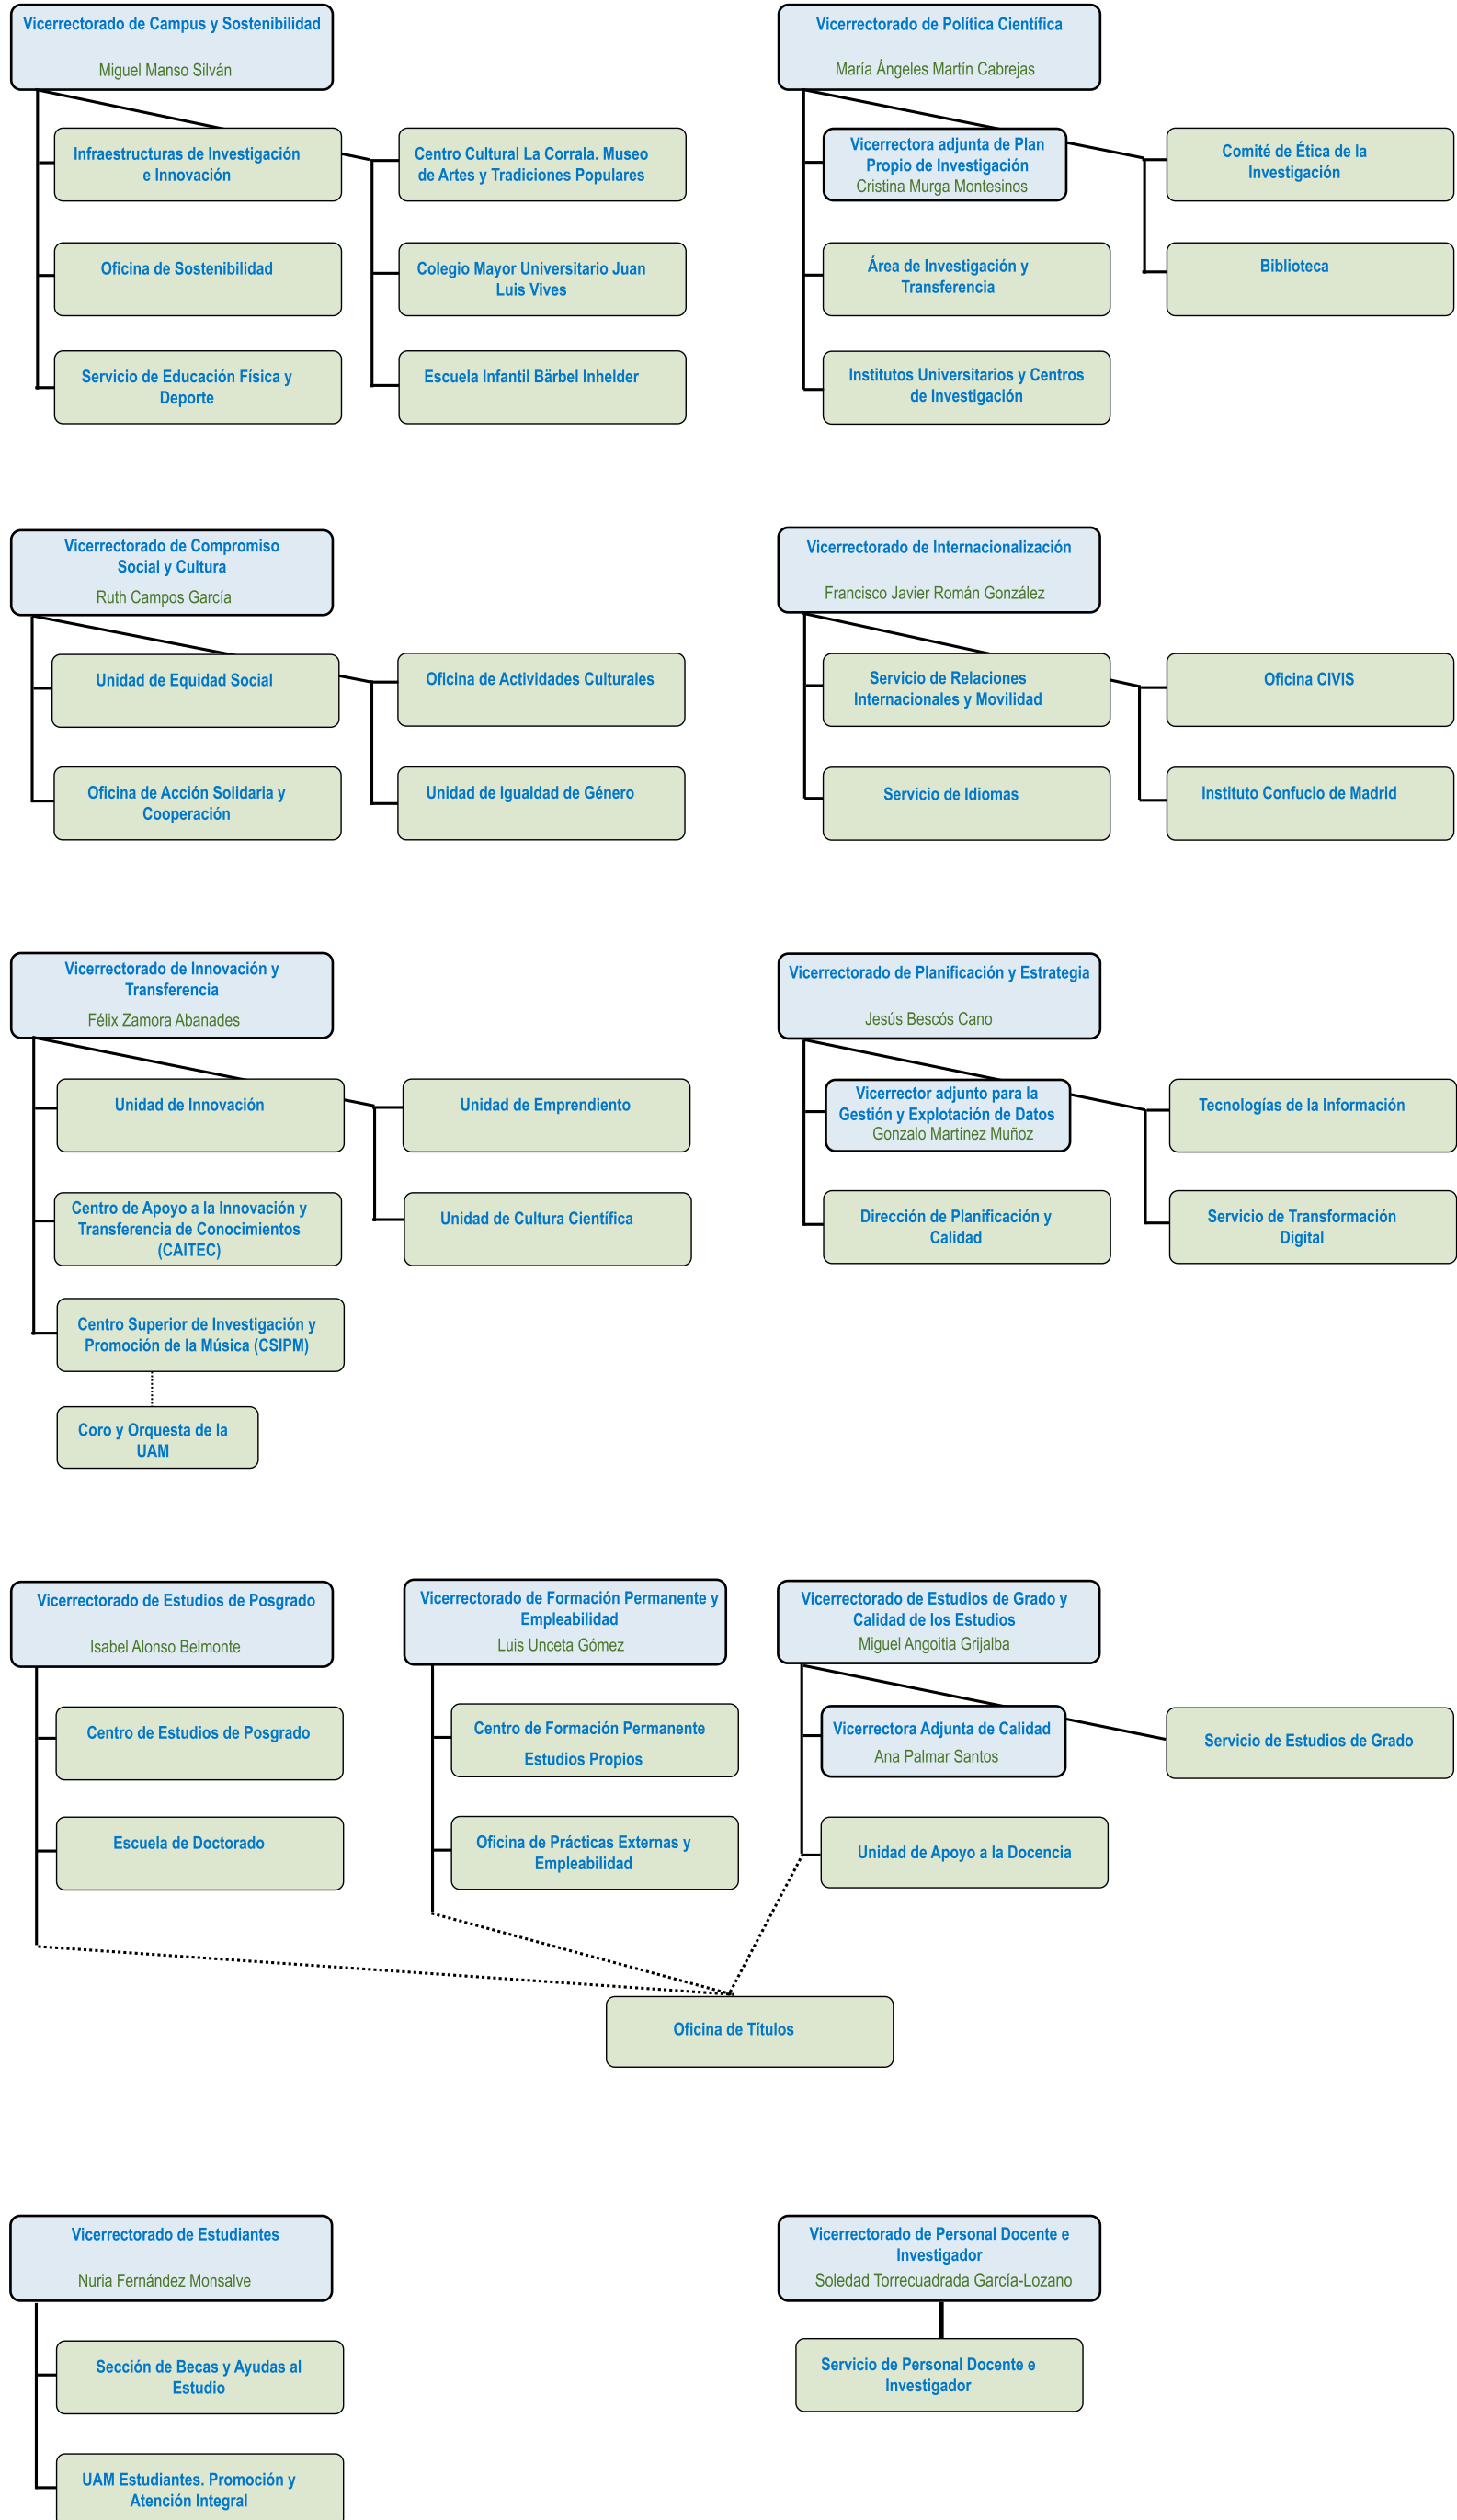 Vicerrectorado de Campus y Sostenibilidad
Miguel Manso Silván
Infraestructuras de Investigación
e Innovación
Centro Cultural La Corrala. Museo
de Artes y Tradiciones Populares
Oficina de Sostenibilidad
Colegio Mayor Universitario Juan
Luis Vives
Servicio de Educación Física y
Deporte
Escuela Infantil Bärbel Inhelder
Vicerrectorado de Política Científica
María Ángeles Martín Cabrejas
Vicerrectora adjunta de Plan
Propio de Investigación
Cristina Murga Montesinos
Comité de Ética de la
Investigación
Área de Investigación y
Transferencia
Biblioteca
Institutos Universitarios y Centros
de Investigación
Vicerrectorado de Compromiso
Social y Cultura
Ruth Campos García
Unidad de Equidad Social
Oficina de Actividades Culturales
Oficina de Acción Solidaria y
Cooperación
Unidad de Igualdad de Género
Vicerrectorado de Internacionalización
Francisco Javier Román González
Servicio de Relaciones
Internacionales y Movilidad
Oficina CIVIS
Servicio de Idiomas
Instituto Confucio de Madrid
Vicerrectorado de Innovación y
Transferencia
Félix Zamora Abanades
Unidad de Innovación
Unidad de Emprendiento
Centro de Apoyo a la Innovación y
Transferencia de Conocimientos
(CAITEC)
Unidad de Cultura Científica
Centro Superior de Investigación y
Promoción de la Música (CSIPM)
Coro y Orquesta de la
UAM
Vicerrectorado de Planificación y Estrategia
Jesús Bescós Cano
Vicerrector adjunto para la
Gestión y Explotación de Datos
Gonzalo Martínez Muñoz
Tecnologías de la Información
Dirección de Planificación y
Calidad
Servicio de Transformación
Digital
Vicerrectorado de Estudios de Posgrado
Isabel Alonso Belmonte
Centro de Estudios de Posgrado
Escuela de Doctorado
Vicerrectorado de Formación Permanente y
Empleabilidad
Luis Unceta Gómez
Centro de Formación Permanente
Estudios Propios
Oficina de Prácticas Externas y
Empleabilidad
Vicerrectorado de Estudios de Grado y
Calidad de los Estudios
Miguel Angoitia Grijalba
Vicerrectora Adjunta de Calidad
Ana Palmar Santos
Servicio de Estudios de Grado
Unidad de Apoyo a la Docencia
Oficina de Títulos
Vicerrectorado de Estudiantes
Nuria Fernández Monsalve
Sección de Becas y Ayudas al
Estudio
UAM Estudiantes. Promoción y
Atención Integral
Vicerrectorado de Personal Docente e
Investigador
Soledad Torrecuadrada García-Lozano
Servicio de Personal Docente e
Investigador